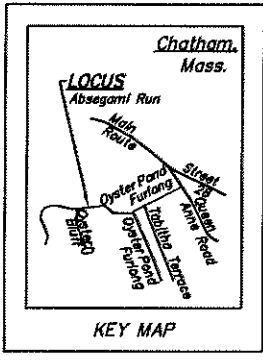 Chatham,
Mass.
LOCUS
Absegami Run
Main Street
Route 28
Oyster Pond
Furlong
Queen
Anne Road
Tabitha Terrace
Oyster Pond
Furlong
Bluff
KEY MAP